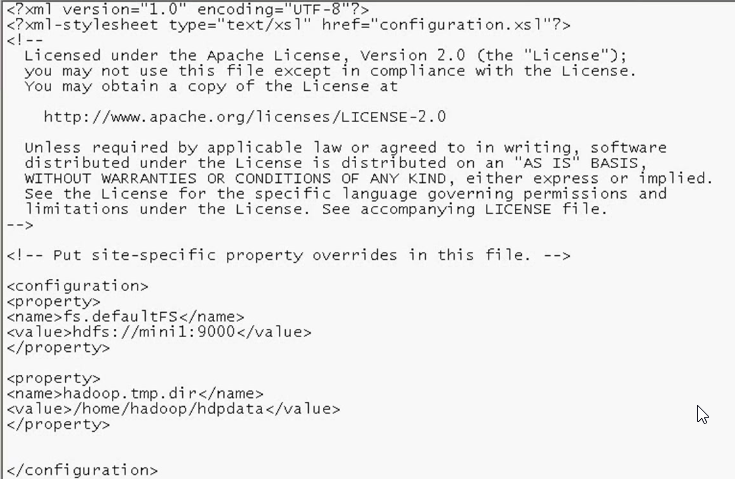 <?xml version="1.0" encoding="UTF-8"?>
<?xml-stylesheet type="text/xsl" href="configuration.xsl"?>
<!--
  Licensed under the Apache License, Version 2.0 (the "License");
  you may not use this file except in compliance with the License.
  You may obtain a copy of the License at

    http://www.apache.org/licenses/LICENSE-2.0

  Unless required by applicable law or agreed to in writing, software
  distributed under the License is distributed on an "AS IS" BASIS,
  WITHOUT WARRANTIES OR CONDITIONS OF ANY KIND, either express or implied.
  See the License for the specific language governing permissions and
  limitations under the License. See accompanying LICENSE file.
-->

<!-- Put site-specific property overrides in this file. -->

<configuration>
<property>
<name>fs.defaultFS</name>
<value>hdfs://mini1:9000</value>
</property>

<property>
<name>hadoop.tmp.dir</name>
<value>/home/hadoop/hdpdata</value>
</property>


</configuration>